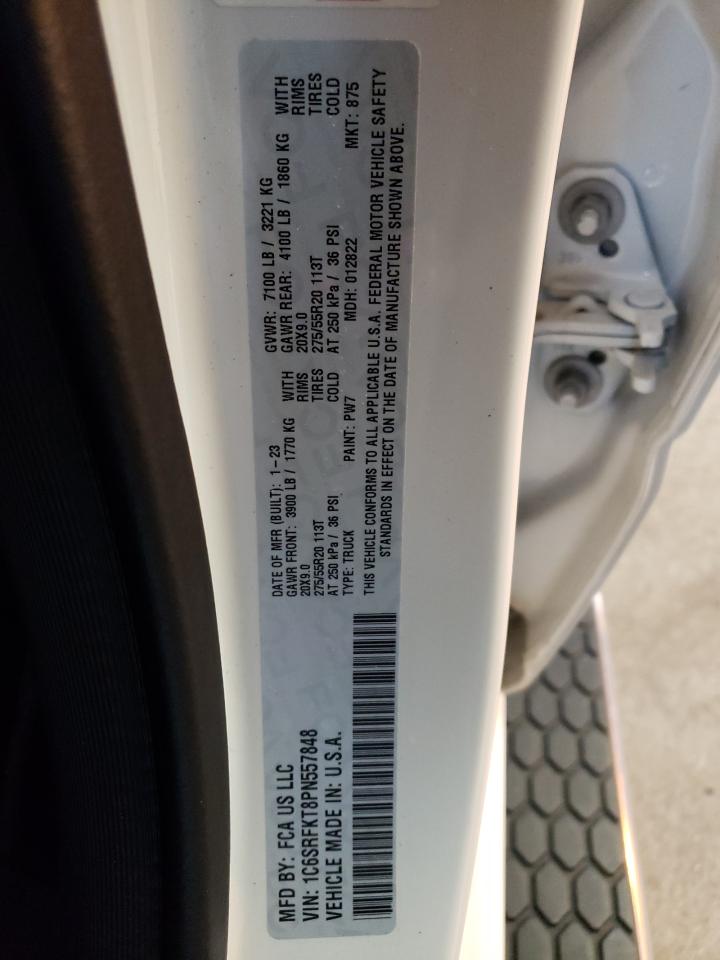 MFD BY: FCA US LLC
VIN: 1C6SRFKT8PN557848
VEHICLE MADE IN: U.S.A.
DATE OF MFR (BUILT): 1-23
GAWR FRONT: 3900 LB / 1770 KG WITH
20X9.0 RIMS
275/55R20 113T TIRES
AT 250 kPa / 36 PSI COLD
TYPE: TRUCK PAINT: PW7
GVWR: 7100 LB / 3221 KG
GAWR REAR: 4100 LB / 1860 KG WITH
20X9.0 RIMS
275/55R20 113T TIRES
AT 250 kPa / 36 PSI COLD
MDH: 012822 MKT: 875
THIS VEHICLE CONFORMS TO ALL APPLICABLE U.S.A. FEDERAL MOTOR VEHICLE SAFETY
STANDARDS IN EFFECT ON THE DATE OF MANUFACTURE SHOWN ABOVE.